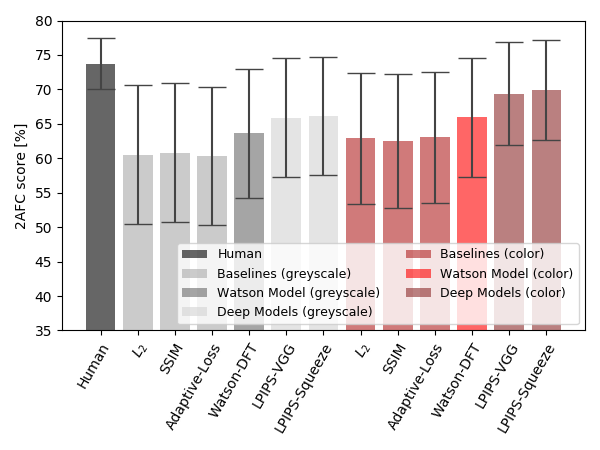 80
75
70
65
60
55
50
45
40
35
2AFC score [%]
Human
Baselines (greyscale)
Watson Model (greyscale)
Deep Models (greyscale)
Baselines (color)
Watson Model (color)
Deep Models (color)
Human
L₂
SSIM
Adaptive-Loss
Watson-DFT
LPIPS-VGG
LPIPS-Squeeze
L₂
SSIM
Adaptive-Loss
Watson-DFT
LPIPS-VGG
LPIPS-Squeeze